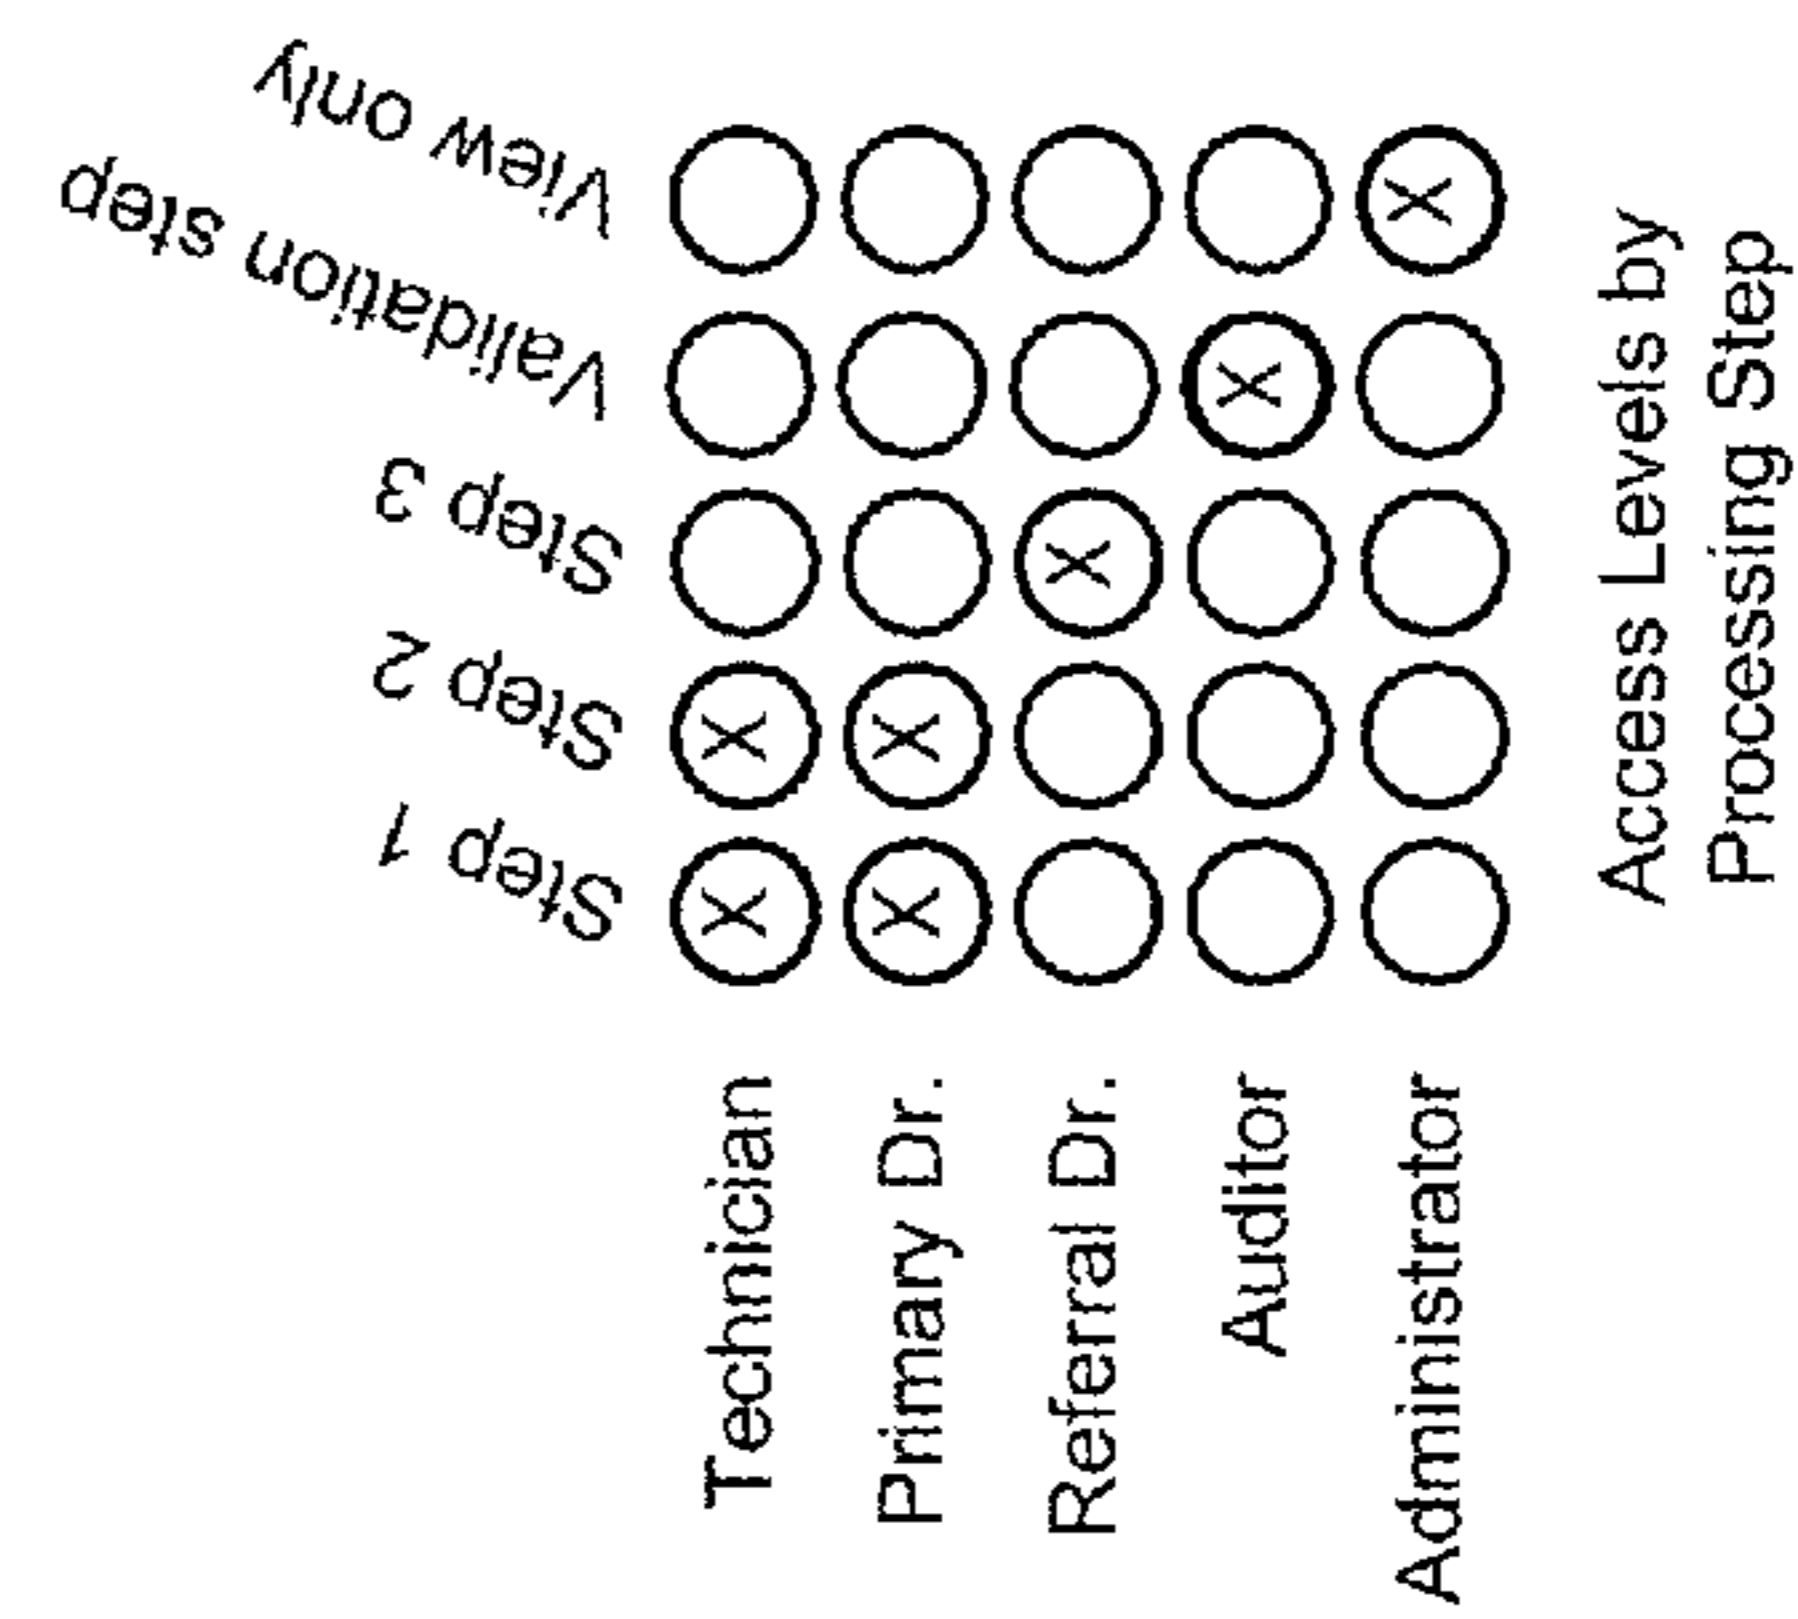 Step 1
Step 2
Step 3
Validation step
View only
Technician X X
Primary Dr. X X
Referral Dr. X
Auditor X
Administrator X
Access Levels by
Processing Step